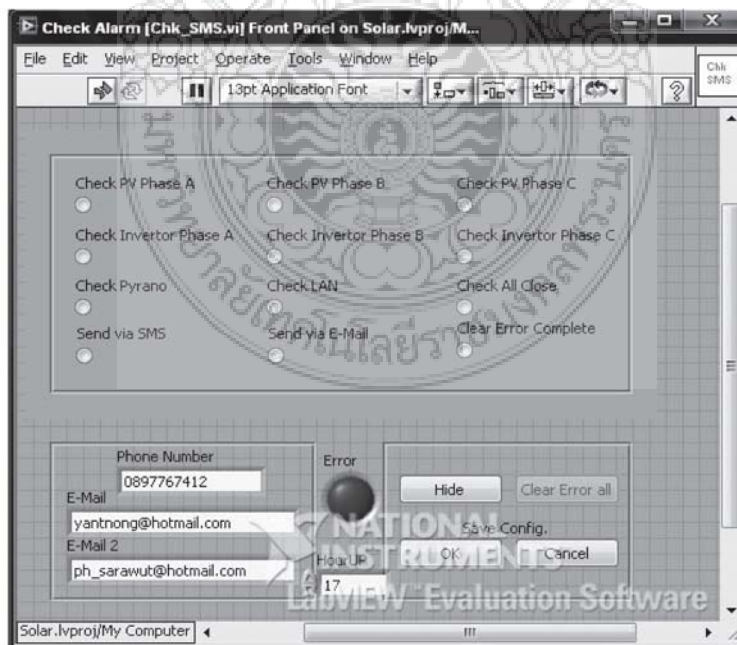 Check Alarm [Chk_SMS.vi] Front Panel on Solar.lvproj/M...
File Edit View Project Operate Tools Window Help
13pt Application Font
Chk
SMS
Check PV Phase A
Check PV Phase B
Check PV Phase C
Check Invertor Phase A
Check Invertor Phase B
Check Invertor Phase C
Check Pyrano
Check LAN
Check All Close
Send via SMS
Send via E-Mail
Clear Error Complete
Phone Number
0897767412
E-Mail
yantnong@hotmail.com
E-Mail 2
ph_sarawut@hotmail.com
Error
HourUP
17
Hide
Clear Error all
Save Config.
OK
Cancel
NATIONAL
INSTRUMENTS
LabVIEW™ Evaluation Software
Solar.lvproj/My Computer